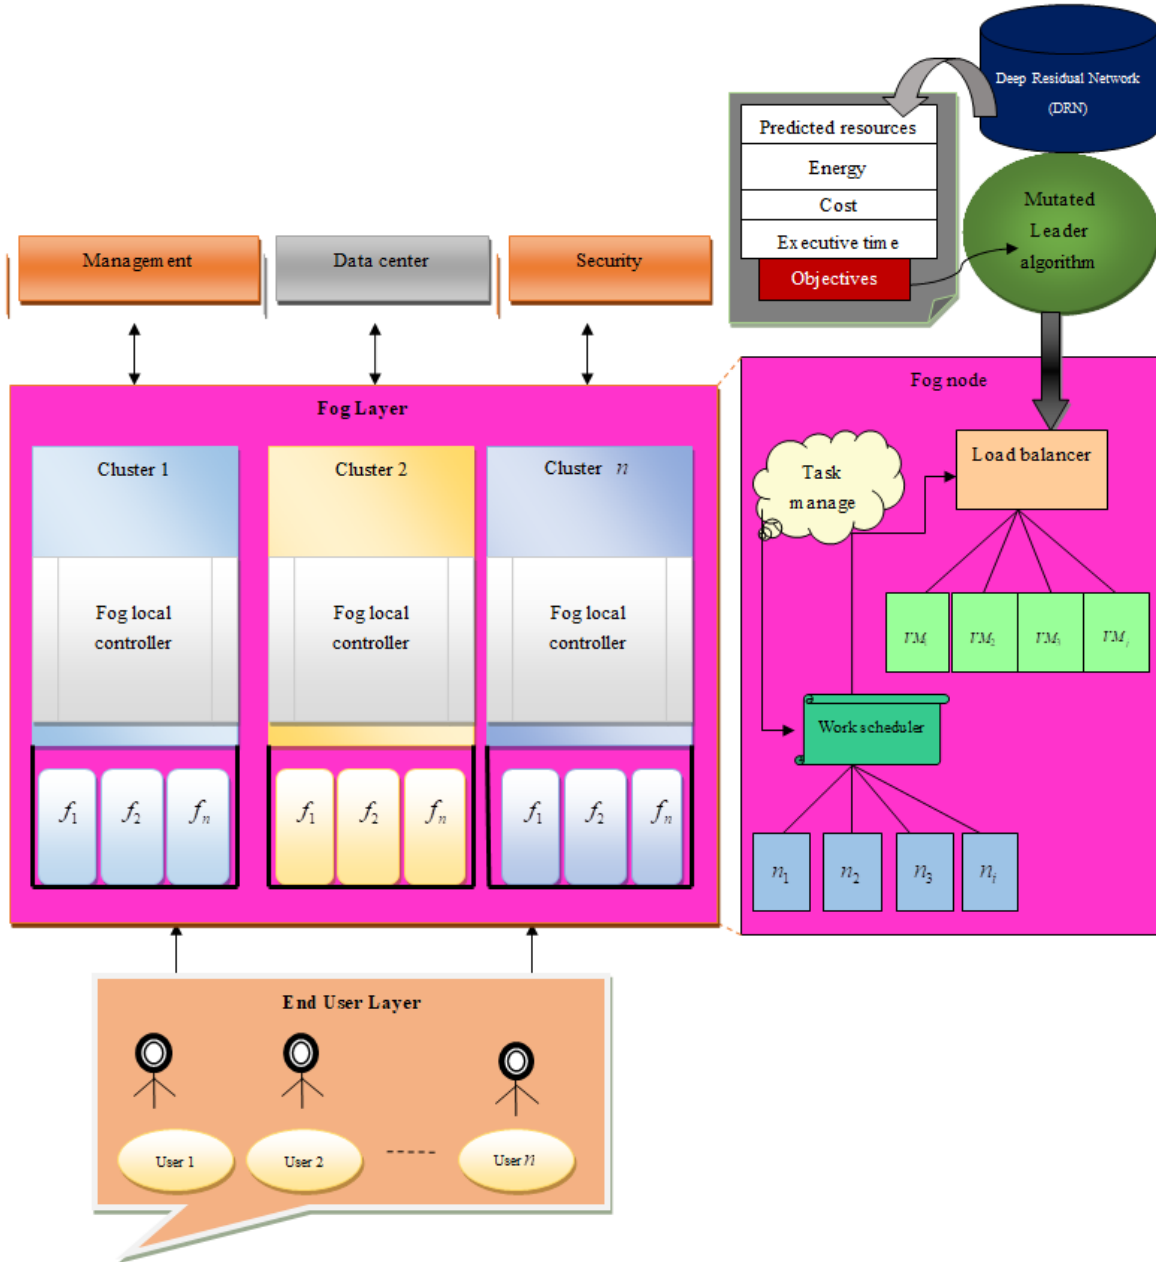 Deep Residual Network
(DRN)
Predicted resources
Energy
Cost
Executive time
Objectives
Mutated
Leader
algorithm
Management
Data center
Security
Fog Layer
Cluster 1
Cluster 2
Cluster n
Fog local
controller
Fog local
controller
Fog local
controller
f1
f2
fn
f1
f2
fn
f1
f2
fn
Fog node
Load balancer
Task
manage
VM1
VM2
VM3
VMi
Work scheduler
n1
n2
n3
ni
End User Layer
User 1
User 2
-----
User n